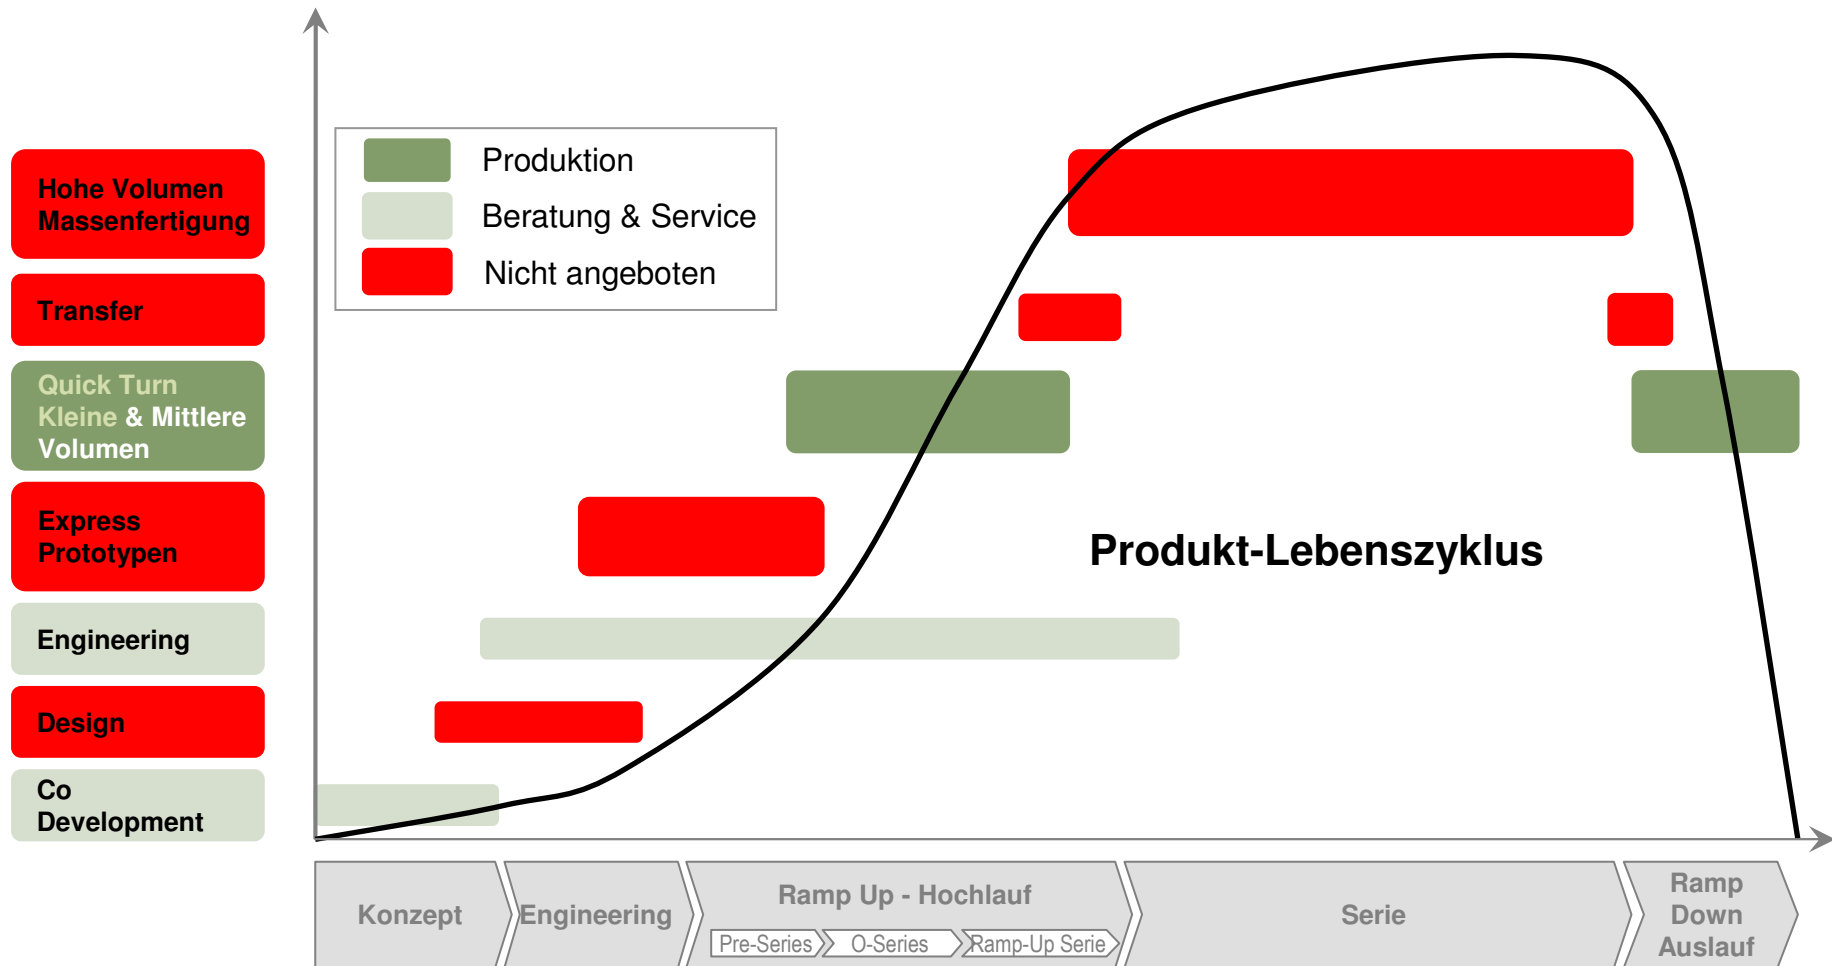 Produktion
Beratung & Service
Nicht angeboten
Hohe Volumen
Massenfertigung
Transfer
Quick Turn
Kleine & Mittlere
Volumen
Express
Prototypen
Engineering
Design
Co
Development
Produkt-Lebenszyklus
Konzept
Engineering
Ramp Up - Hochlauf
Pre-Series
O-Series
Ramp-Up Serie
Serie
Ramp
Down
Auslauf